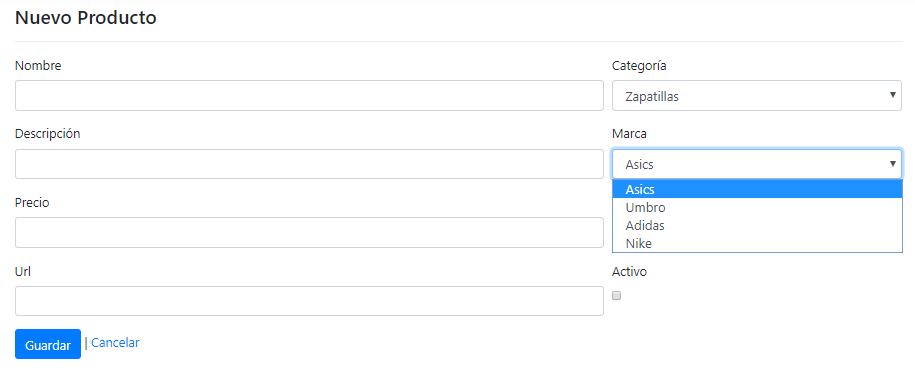 Nuevo Producto
Nombre
Categoría
Zapatillas
Descripción
Marca
Asics
Asics
Umbro
Adidas
Nike
Precio
Url
Activo
Guardar | Cancelar